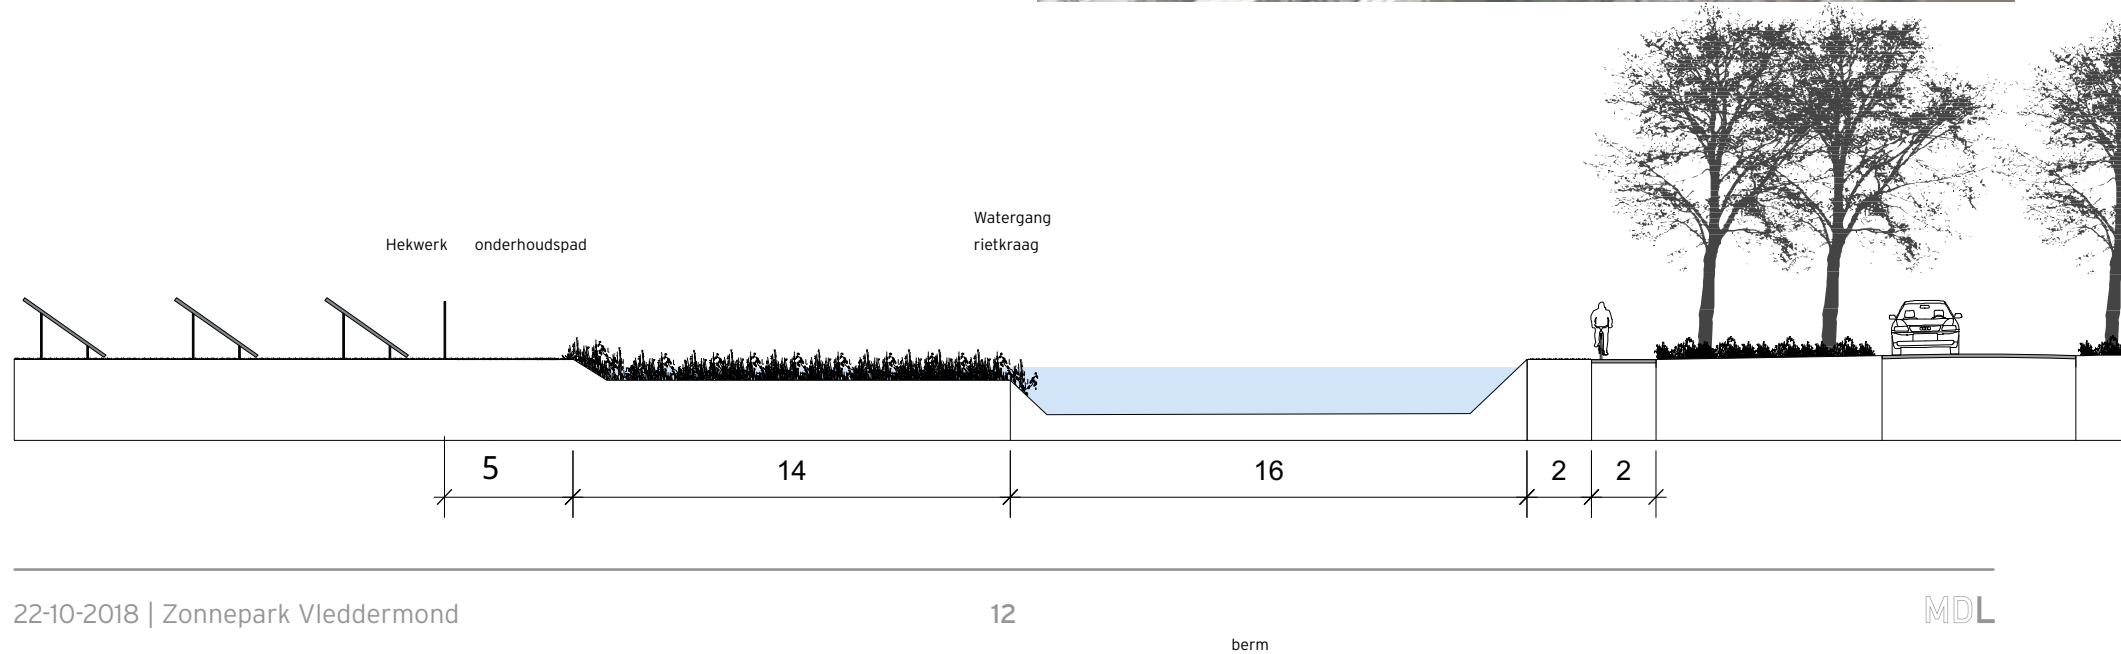 Watergang
Hekwerk onderhoudspad rietkraag
5 14 16 2 2
22-10-2018 | Zonnepark Vleddermond 12 MDL
berm